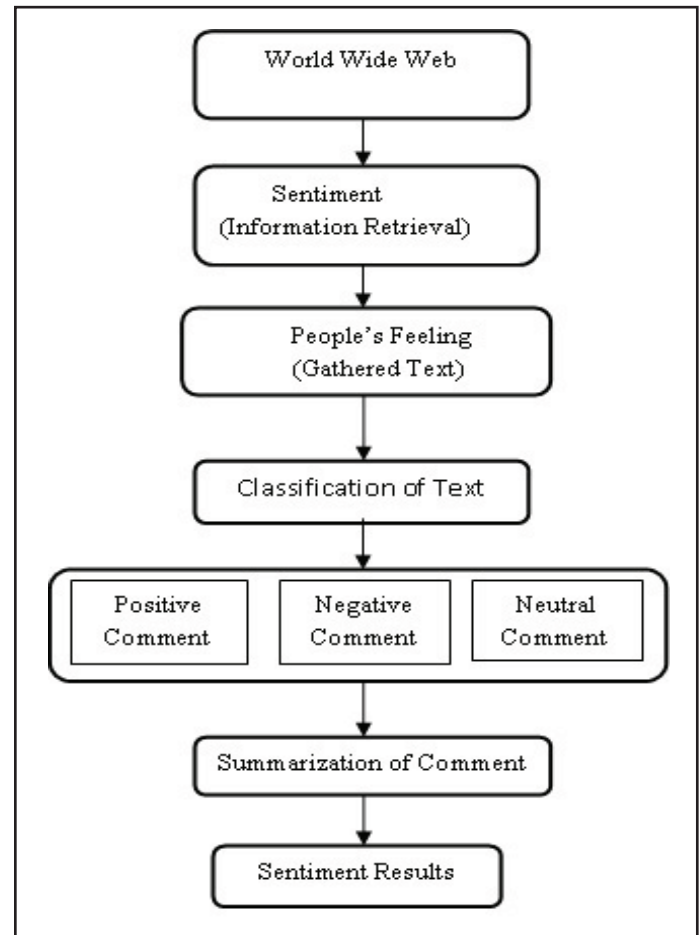 World Wide Web
Sentiment
(Information Retrieval)
People's Feeling
(Gathered Text)
Classification of Text
Positive
Comment
Negative
Comment
Neutral
Comment
Summarization of Comment
Sentiment Results